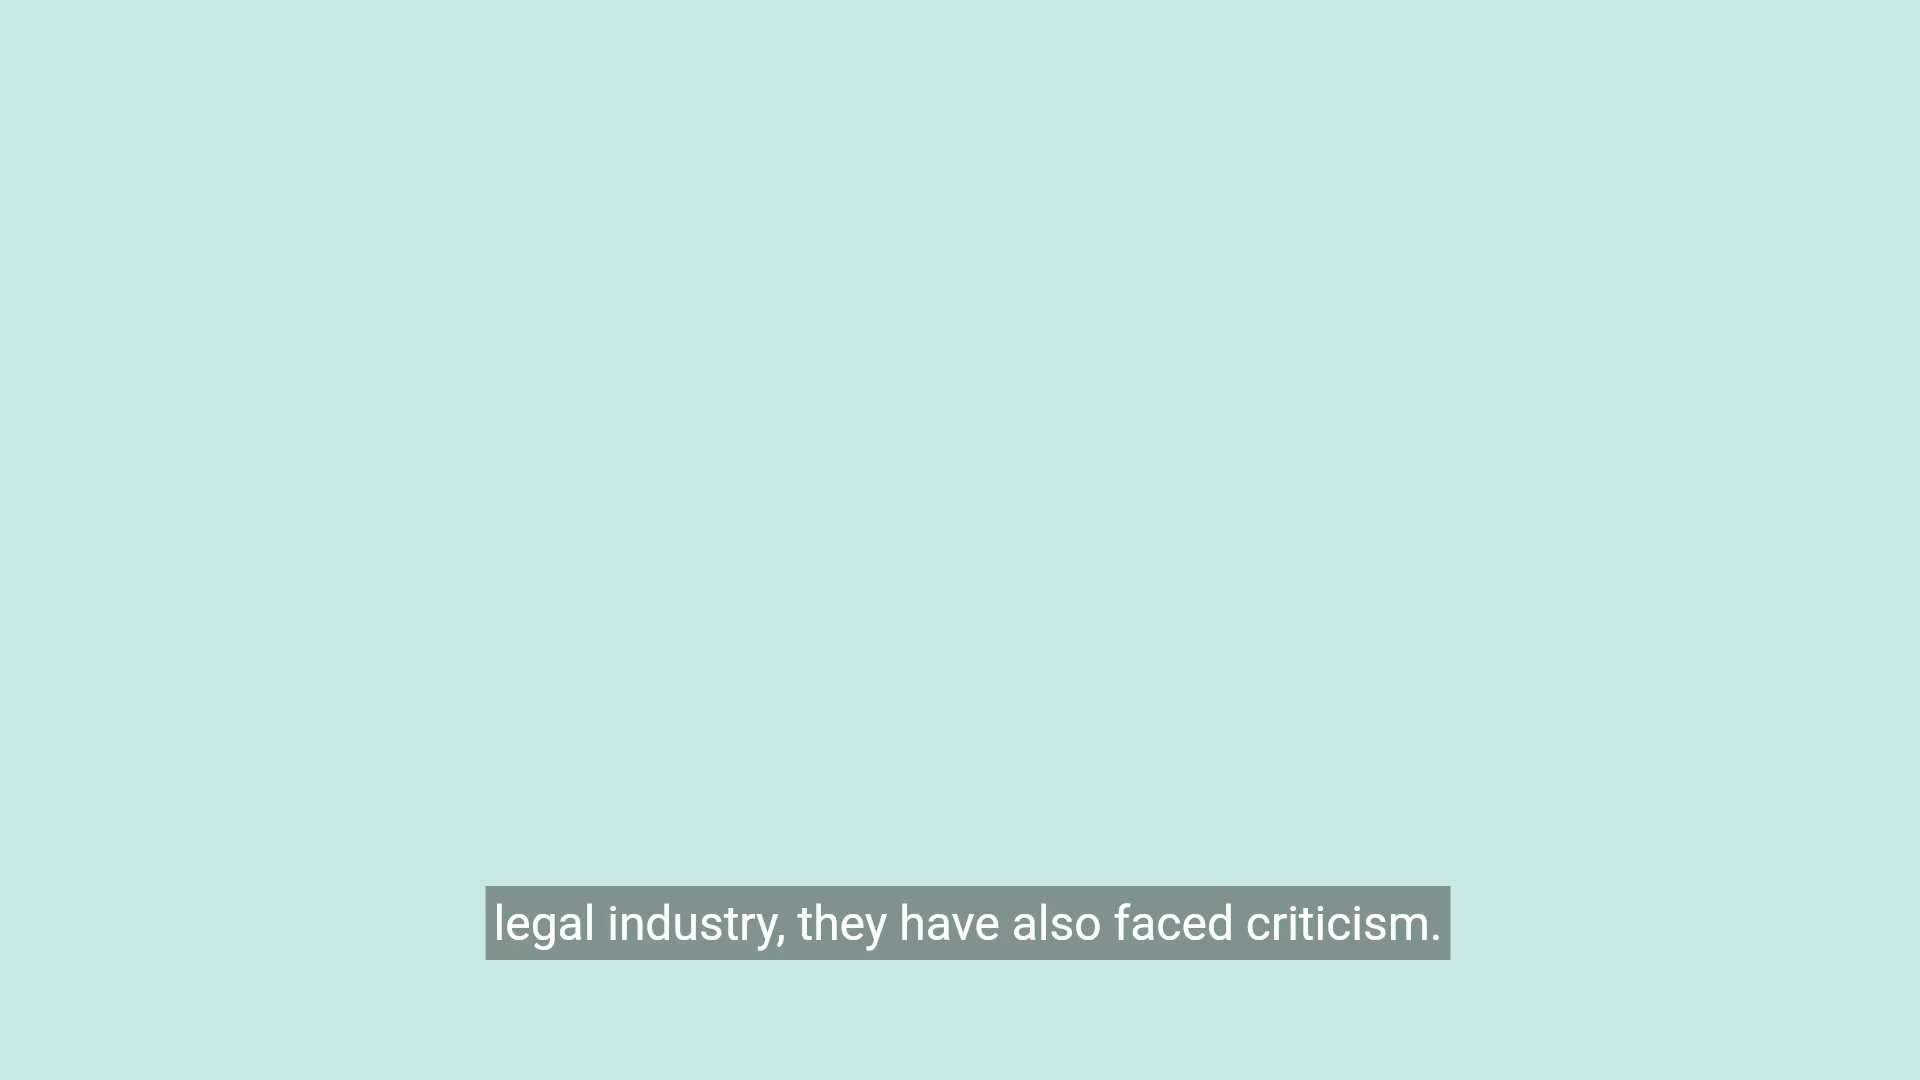 legal industry, they have also faced criticism.